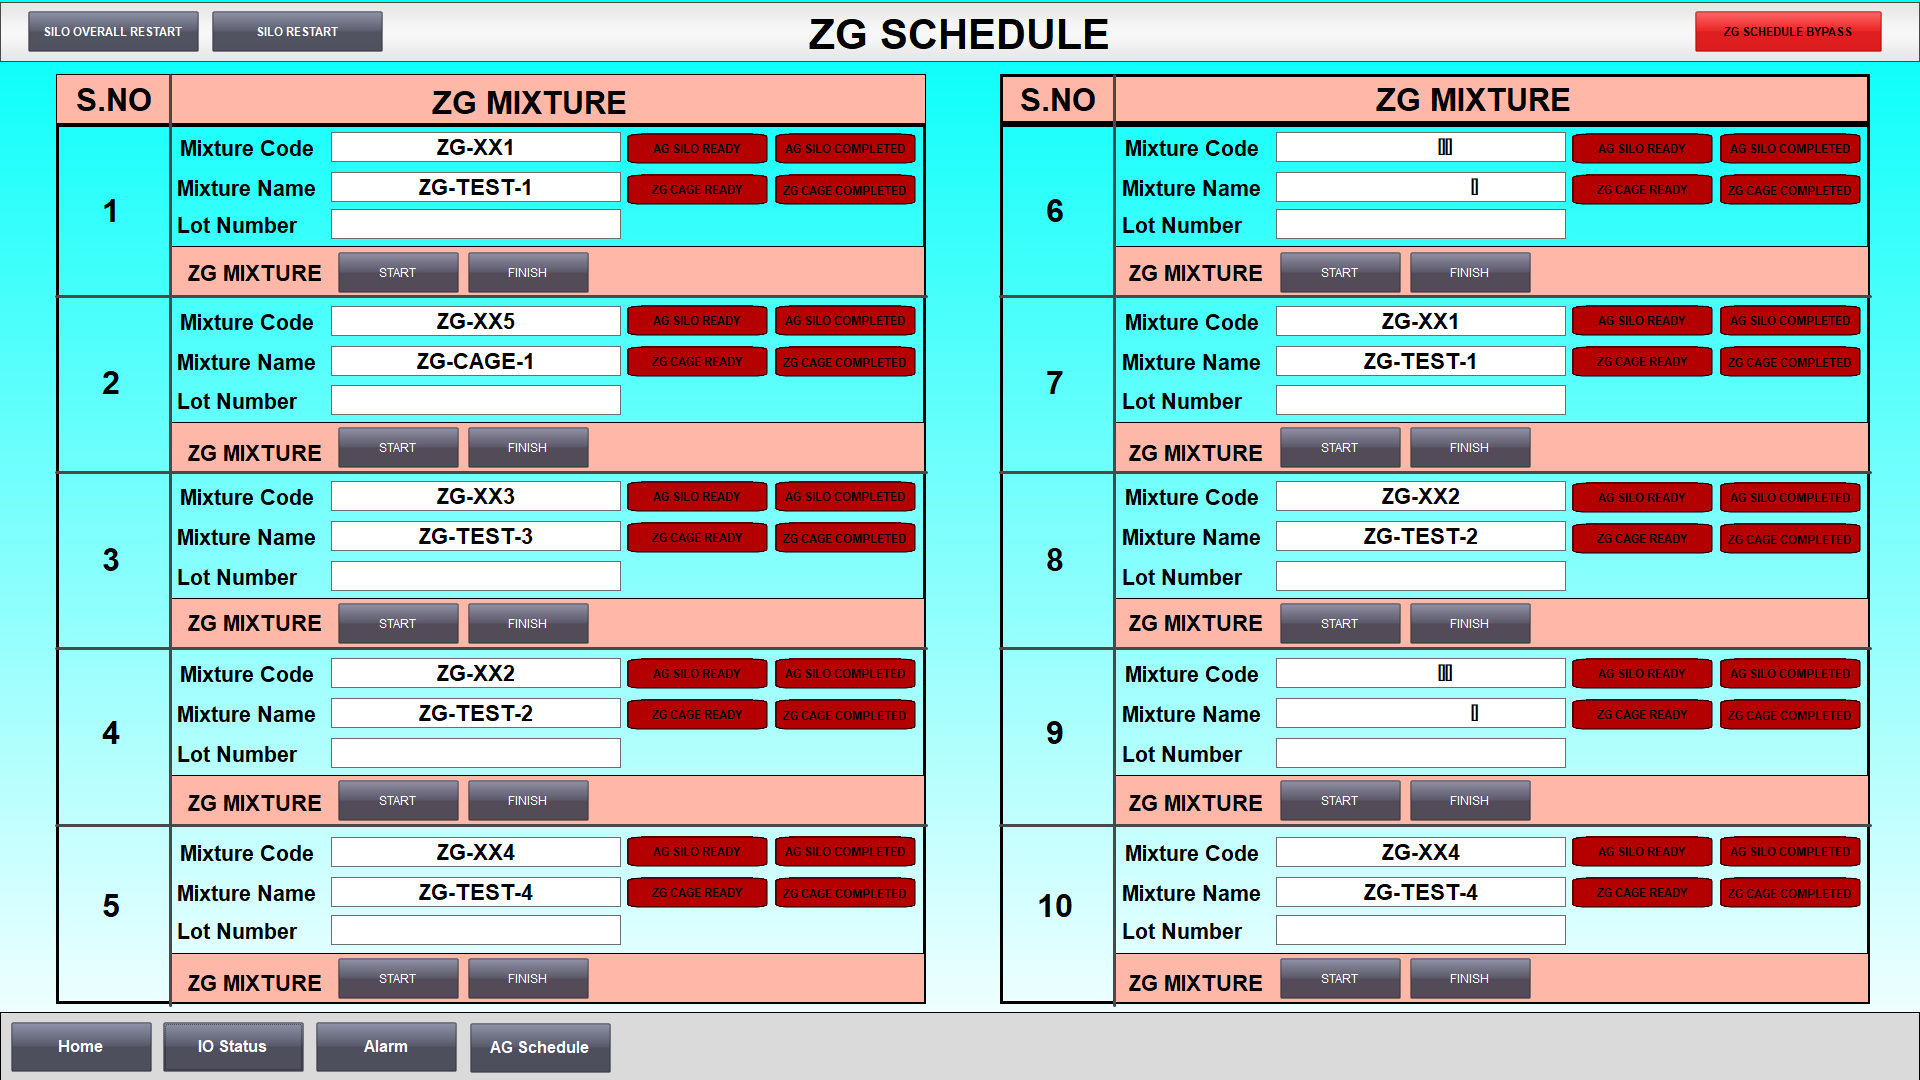 SILO OVERALL RESTART
SILO RESTART
ZG SCHEDULE
ZG SCHEDULE BYPASS
S.NO
ZG MIXTURE
1
Mixture Code
ZG-XX1
AG SILO READY
AG SILO COMPLETED
Mixture Name
ZG-TEST-1
ZG CAGE READY
ZG CAGE COMPLETED
Lot Number
ZG MIXTURE
START
FINISH
2
Mixture Code
ZG-XX5
AG SILO READY
AG SILO COMPLETED
Mixture Name
ZG-CAGE-1
ZG CAGE READY
ZG CAGE COMPLETED
Lot Number
ZG MIXTURE
START
FINISH
3
Mixture Code
ZG-XX3
AG SILO READY
AG SILO COMPLETED
Mixture Name
ZG-TEST-3
ZG CAGE READY
ZG CAGE COMPLETED
Lot Number
ZG MIXTURE
START
FINISH
4
Mixture Code
ZG-XX2
AG SILO READY
AG SILO COMPLETED
Mixture Name
ZG-TEST-2
ZG CAGE READY
ZG CAGE COMPLETED
Lot Number
ZG MIXTURE
START
FINISH
5
Mixture Code
ZG-XX4
AG SILO READY
AG SILO COMPLETED
Mixture Name
ZG-TEST-4
ZG CAGE READY
ZG CAGE COMPLETED
Lot Number
ZG MIXTURE
START
FINISH
S.NO
ZG MIXTURE
6
Mixture Code
AG SILO READY
AG SILO COMPLETED
Mixture Name
ZG CAGE READY
ZG CAGE COMPLETED
Lot Number
ZG MIXTURE
START
FINISH
7
Mixture Code
ZG-XX1
AG SILO READY
AG SILO COMPLETED
Mixture Name
ZG-TEST-1
ZG CAGE READY
ZG CAGE COMPLETED
Lot Number
ZG MIXTURE
START
FINISH
8
Mixture Code
ZG-XX2
AG SILO READY
AG SILO COMPLETED
Mixture Name
ZG-TEST-2
ZG CAGE READY
ZG CAGE COMPLETED
Lot Number
ZG MIXTURE
START
FINISH
9
Mixture Code
AG SILO READY
AG SILO COMPLETED
Mixture Name
ZG CAGE READY
ZG CAGE COMPLETED
Lot Number
ZG MIXTURE
START
FINISH
10
Mixture Code
ZG-XX4
AG SILO READY
AG SILO COMPLETED
Mixture Name
ZG-TEST-4
ZG CAGE READY
ZG CAGE COMPLETED
Lot Number
ZG MIXTURE
START
FINISH
Home
IO Status
Alarm
AG Schedule